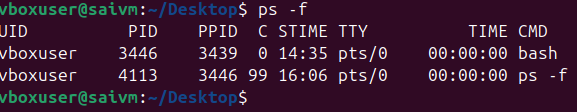 vboxuser@saivm:~/Desktop$ ps -f
UID          PID    PPID  C STIME TTY          TIME CMD
vboxuser    3446    3439  0 14:35 pts/0    00:00:00 bash
vboxuser    4113    3446 99 16:06 pts/0    00:00:00 ps -f
vboxuser@saivm:~/Desktop$